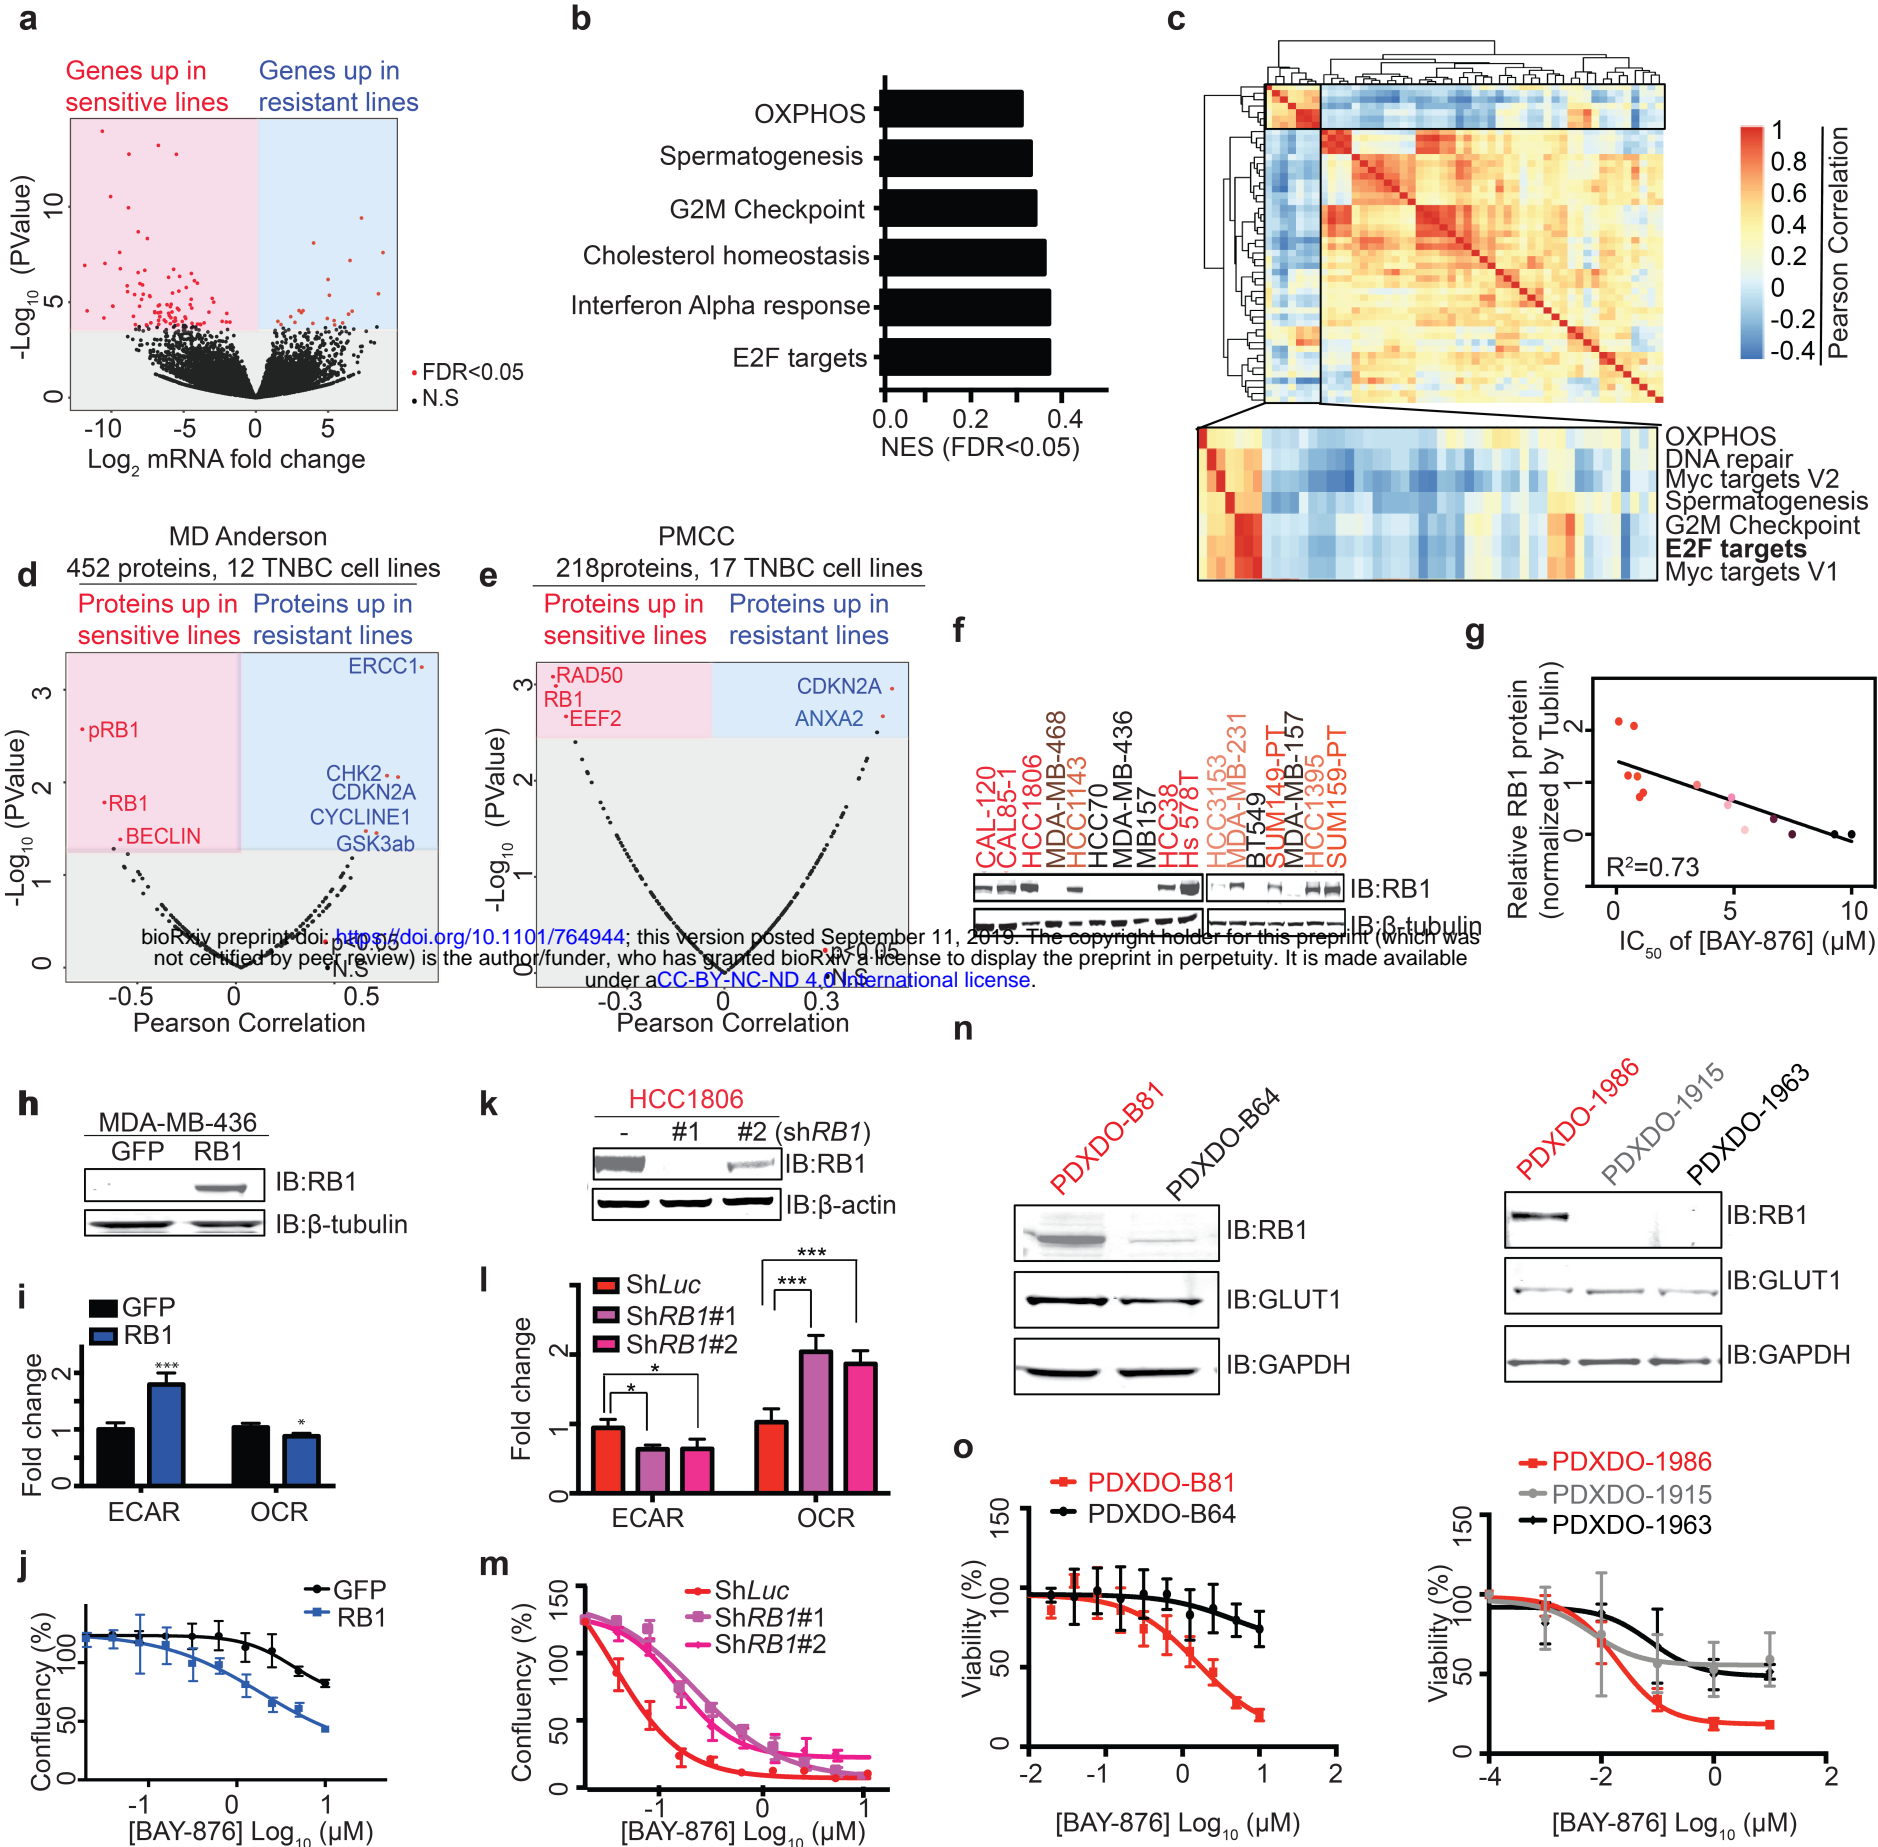 a
Genes up in
sensitive lines
Genes up in
resistant lines
-Log10 (PValue)
10
5
0
-10
-5
0
5
Log2 mRNA fold change
FDR<0.05
N.S
b
OXPHOS
Spermatogenesis
G2M Checkpoint
Cholesterol homeostasis
Interferon Alpha response
E2F targets
0.0
0.2
0.4
NES (FDR<0.05)
c
1
0.8
0.6
0.4
0.2
0
-0.2
-0.4
Pearson Correlation
OXPHOS
DNA repair
Myc targets V2
Spermatogenesis
G2M Checkpoint
E2F targets
Myc targets V1
d
MD Anderson
452 proteins, 12 TNBC cell lines
Proteins up in
sensitive lines
Proteins up in
resistant lines
-Log10 (PValue)
3
2
1
0
ERCC1
pRB1
CHK2
CDKN2A
RB1
CYCLINE1
BECLIN
GSK3ab
p<0.05
N.S
-0.5
0
0.5
Pearson Correlation
e
PMCC
218proteins, 17 TNBC cell lines
Proteins up in
sensitive lines
Proteins up in
resistant lines
-Log10 (PValue)
3
2
1
0
RAD50
RB1
EEF2
CDKN2A
ANXA2
p<0.05
N.S
-0.3
0
0.3
Pearson Correlation
f
CAL-120
CAL85-1
HCC1806
MDA-MB-468
HCC1143
HCC70
MDA-MB-436
MB157
HCC38
Hs 578T
HCC3153
MDA-MB-231
BT549
SUM149-PT
MDA-MB-157
HCC1395
SUM159-PT
IB:RB1
IB:β-tubulin
g
Relative RB1 protein
(normalized by Tublin)
2
1
0
R2=0.73
0
5
10
IC50 of [BAY-876] (µM)
bioRxiv preprint doi: https://doi.org/10.1101/764944; this version posted September 11, 2019. The copyright holder for this preprint (which was
not certified by peer review) is the author/funder, who has granted bioRxiv a license to display the preprint in perpetuity. It is made available
under aCC-BY-NC-ND 4.0 International license.
h
MDA-MB-436
GFP
RB1
IB:RB1
IB:β-tubulin
i
GFP
RB1
Fold change
2
1
0
***
*
ECAR
OCR
j
GFP
RB1
Confluency (%)
100
50
0
-1
0
1
[BAY-876] Log10 (µM)
k
HCC1806
- #1 #2 (shRB1)
IB:RB1
IB:β-actin
l
ShLuc
ShRB1#1
ShRB1#2
Fold change
2
1
0
*
*
***
***
ECAR
OCR
m
ShLuc
ShRB1#1
ShRB1#2
Confluency (%)
150
100
50
0
-1
0
1
[BAY-876] Log10 (µM)
n
PDXDO-B81
PDXDO-B64
IB:RB1
IB:GLUT1
IB:GAPDH
PDXDO-1986
PDXDO-1915
PDXDO-1963
IB:RB1
IB:GLUT1
IB:GAPDH
o
PDXDO-B81
PDXDO-B64
Viability (%)
150
100
50
0
-2
-1
0
1
2
[BAY-876] Log10 (µM)
PDXDO-1986
PDXDO-1915
PDXDO-1963
Viability (%)
150
100
50
0
-4
-2
0
2
[BAY-876] Log10 (µM)